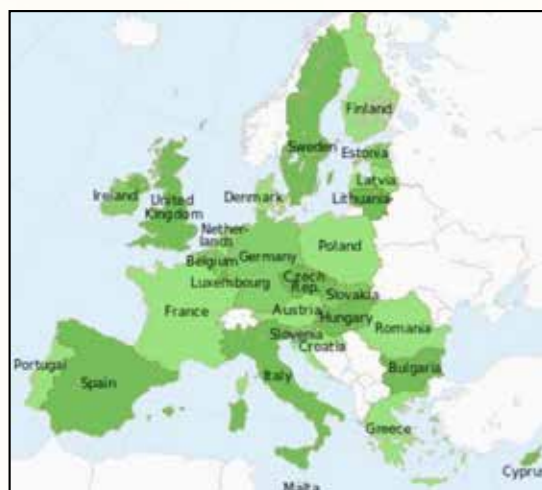 Finland
Sweden
Estonia
Latvia
Lithuania
Ireland
United
Kingdom
Denmark
Nether-
lands
Belgium
Germany
Poland
Luxembourg
Czech
Rep.
Slovakia
France
Austria
Hungary
Slovenia
Romania
Croatia
Portugal
Spain
Italy
Bulgaria
Greece
Cyprus
Malta